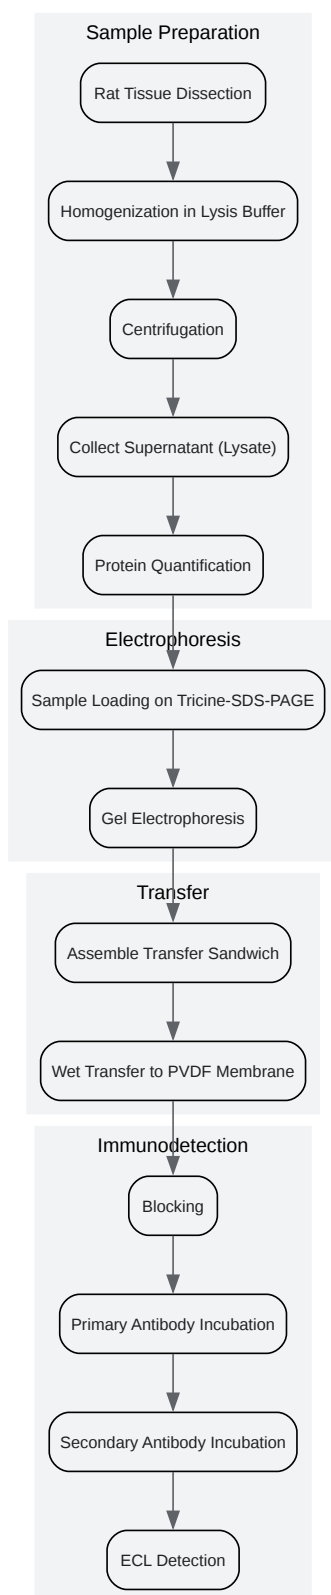 Sample Preparation
Rat Tissue Dissection
Homogenization in Lysis Buffer
Centrifugation
Collect Supernatant (Lysate)
Protein Quantification
Electrophoresis
Sample Loading on Tricine-SDS-PAGE
Gel Electrophoresis
Transfer
Assemble Transfer Sandwich
Wet Transfer to PVDF Membrane
Immunodetection
Blocking
Primary Antibody Incubation
Secondary Antibody Incubation
ECL Detection